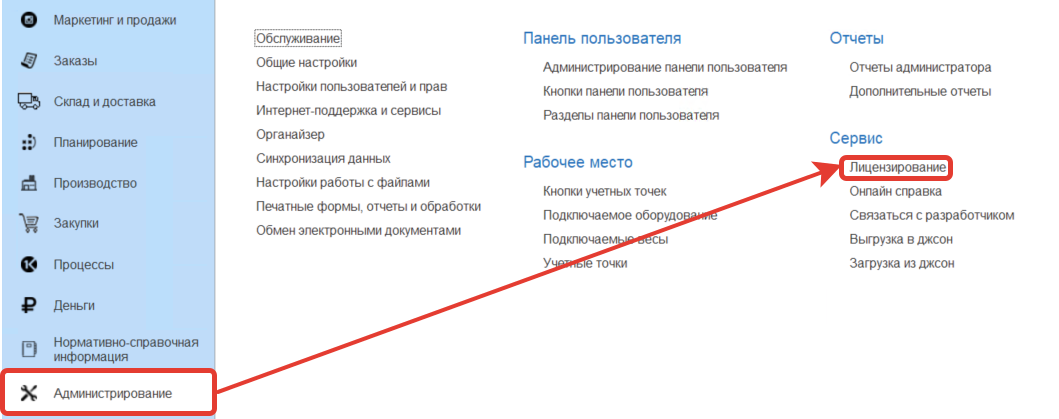 Маркетинг и продажи
Заказы
Склад и доставка
Планирование
Производство
Закупки
Процессы
Деньги
Нормативно-справочная
информация
Администрирование
Обслуживание
Общие настройки
Настройки пользователей и прав
Интернет-поддержка и сервисы
Органайзер
Синхронизация данных
Настройки работы с файлами
Печатные формы, отчеты и обработки
Обмен электронными документами
Панель пользователя
Администрирование панели пользователя
Кнопки панели пользователя
Разделы панели пользователя
Рабочее место
Кнопки учетных точек
Подключаемое оборудование
Подключаемые весы
Учетные точки
Отчеты
Отчеты администратора
Дополнительные отчеты
Сервис
Лицензирование
Онлайн справка
Связаться с разработчиком
Выгрузка в джсон
Загрузка из джсон